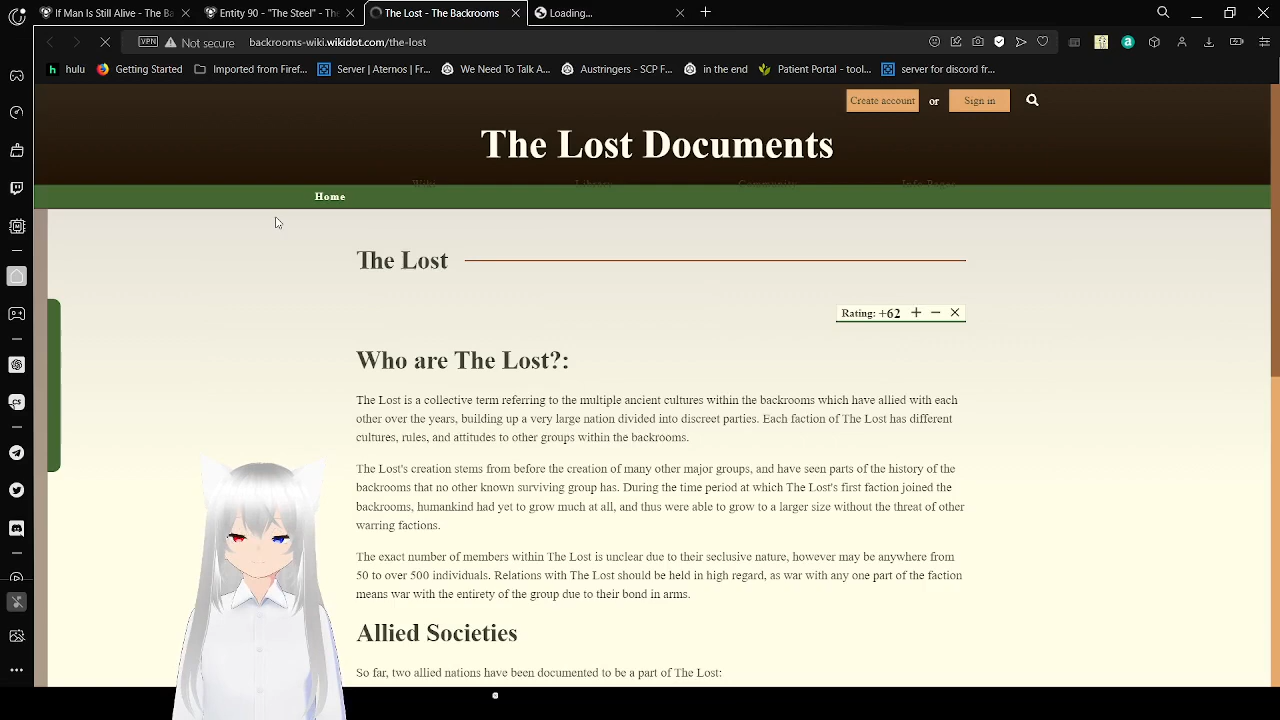 If Man Is Still Alive - The Ba
Entity 90 - "The Steel" - The
The Lost - The Backrooms
Loading...
VPN
Not secure
backrooms-wiki.wikidot.com/the-lost
hulu
Getting Started
Imported from Firef...
Server | Aternos | Fr...
We Need To Talk A...
Austringers - SCP F...
in the end
Patient Portal - tool...
server for discord fr...
Create account
or
Sign in
The Lost Documents
Wiki
Library
Community
Info Pages
Home
The Lost
Rating: +62 + − ×
Who are The Lost?:
The Lost is a collective term referring to the multiple ancient cultures within the backrooms which have allied with each
other over the years, building up a very large nation divided into discreet parties. Each faction of The Lost has different
cultures, rules, and attitudes to other groups within the backrooms.
The Lost's creation stems from before the creation of many other major groups, and have seen parts of the history of the
backrooms that no other known surviving group has. During the time period at which The Lost's first faction joined the
backrooms, humankind had yet to grow much at all, and thus were able to grow to a larger size without the threat of other
warring factions.
The exact number of members within The Lost is unclear due to their seclusive nature, however may be anywhere from
50 to over 500 individuals. Relations with The Lost should be held in high regard, as war with any one part of the faction
means war with the entirety of the group due to their bond in arms.
Allied Societies
So far, two allied nations have been documented to be a part of The Lost: